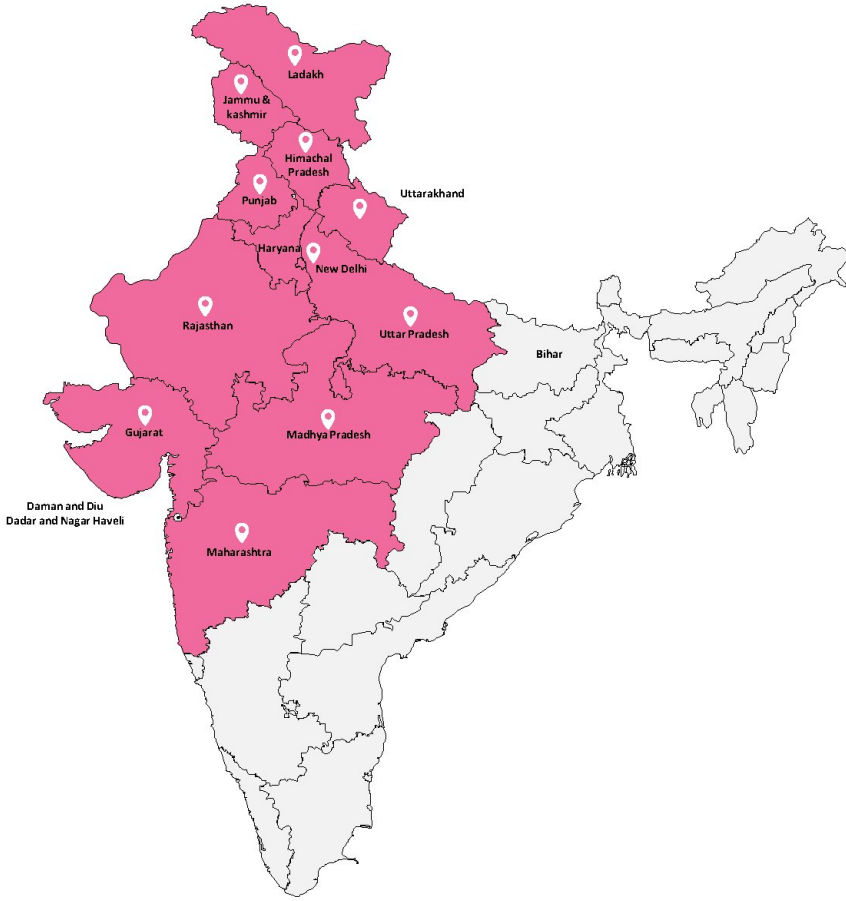 Ladakh
Jammu &
kashmir
Himachal
Pradesh
Punjab
Uttarakhand
Haryana
New Delhi
Rajasthan
Uttar Pradesh
Bihar
Gujarat
Madhya Pradesh
Daman and Diu
Dadar and Nagar Haveli
Maharashtra